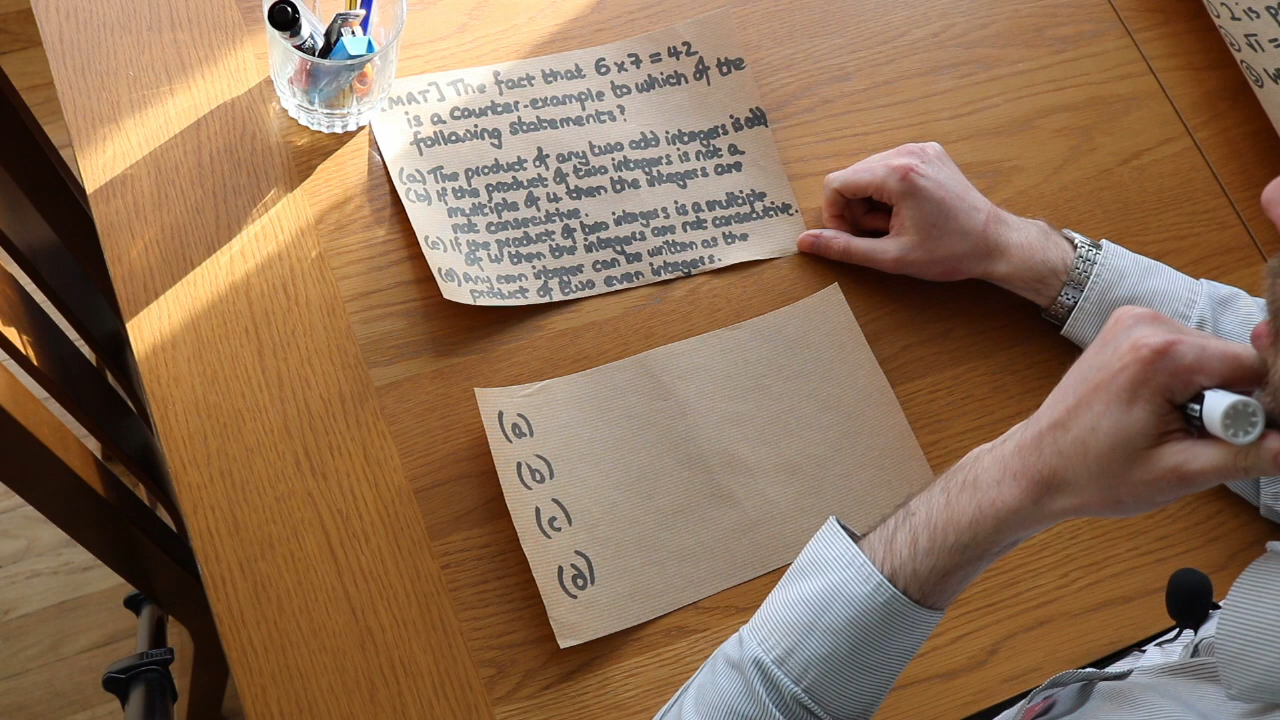 [MAT] The fact that 6 x 7 = 42
is a counter-example to which of the
following statements?
(a) The product of any two odd integers is odd
(b) If the product of two integers is not a
multiple of 4 then the integers are
not consecutive.
(c) If the product of two integers is a multiple
of 4 then the integers are not consecutive.
(d) Any even integer can be written as the
product of two even integers.
(a)
(b)
(c)
(d)
2 is